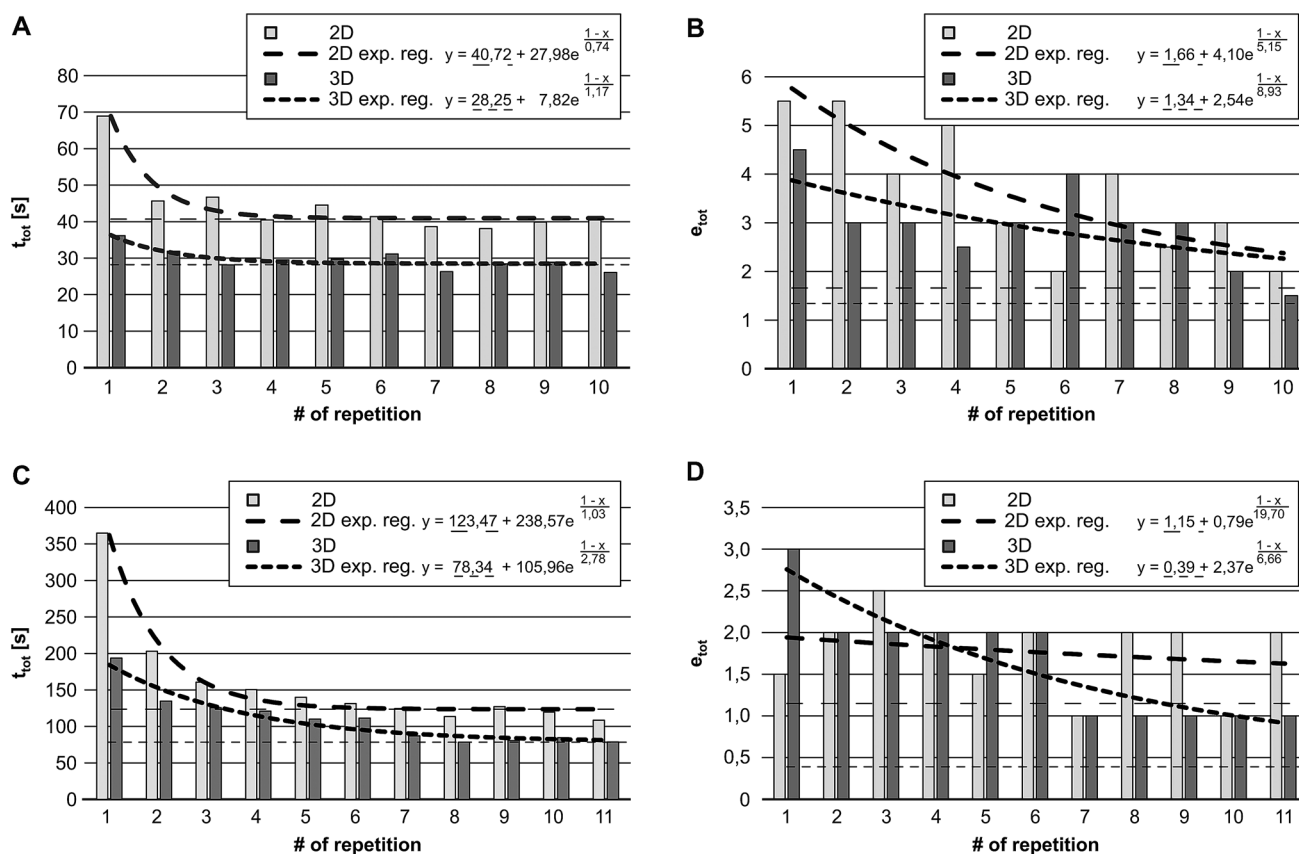 A
2D
2D exp. reg. y = 40,72 + 27,98e^(1 - x / 0,74)
3D
3D exp. reg. y = 28,25 + 7,82e^(1 - x / 1,17)
80
70
60
50
40
30
20
10
0
t_tot [s]
1 2 3 4 5 6 7 8 9 10
# of repetition
B
2D
2D exp. reg. y = 1,66 + 4,10e^(1 - x / 5,15)
3D
3D exp. reg. y = 1,34 + 2,54e^(1 - x / 8,93)
6
5
4
3
2
1
0
e_tot
1 2 3 4 5 6 7 8 9 10
# of repetition
C
2D
2D exp. reg. y = 123,47 + 238,57e^(1 - x / 1,03)
3D
3D exp. reg. y = 78,34 + 105,96e^(1 - x / 2,78)
400
350
300
250
200
150
100
50
0
t_tot [s]
1 2 3 4 5 6 7 8 9 10 11
# of repetition
D
2D
2D exp. reg. y = 1,15 + 0,79e^(1 - x / 19,70)
3D
3D exp. reg. y = 0,39 + 2,37e^(1 - x / 6,66)
3,5
3,0
2,5
2,0
1,5
1,0
0,5
0
e_tot
1 2 3 4 5 6 7 8 9 10 11
# of repetition